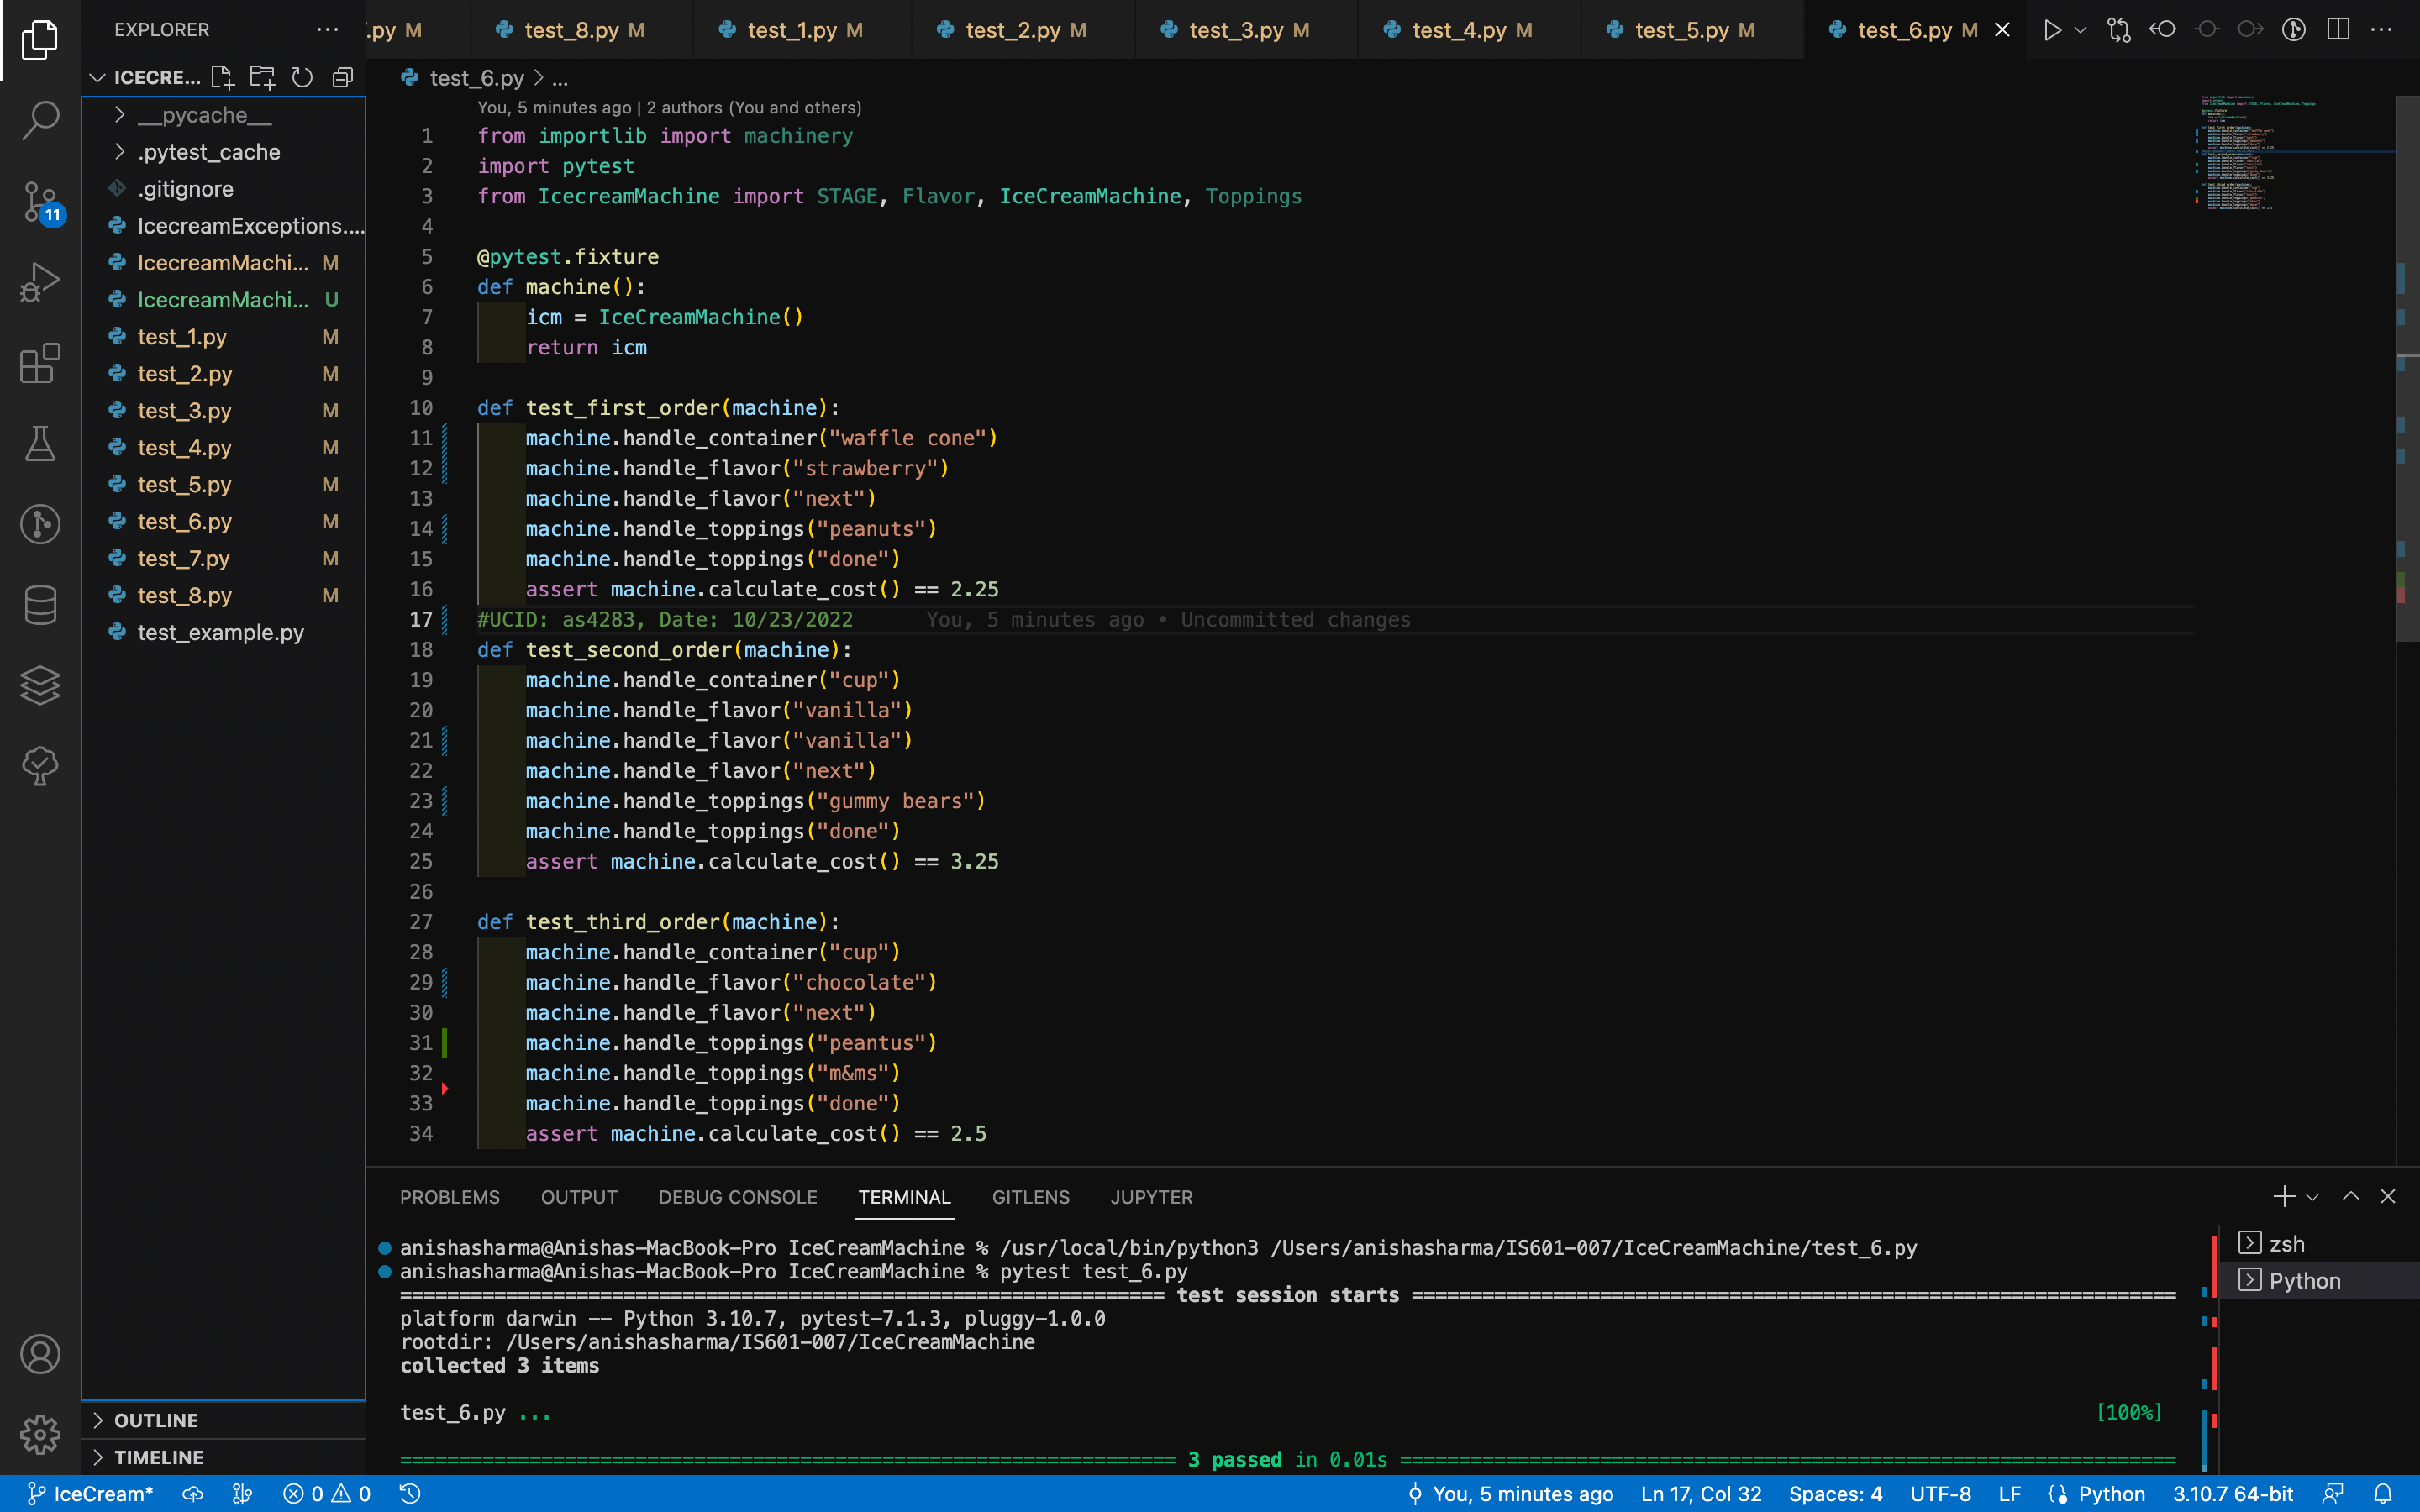 EXPLORER
.py M
test_8.py M
test_1.py M
test_2.py M
test_3.py M
test_4.py M
test_5.py M
test_6.py M
ICECRE...
__pycache__
.pytest_cache
.gitignore
IcecreamExceptions....
IcecreamMachi... M
IcecreamMachi... U
test_1.py M
test_2.py M
test_3.py M
test_4.py M
test_5.py M
test_6.py M
test_7.py M
test_8.py M
test_example.py
OUTLINE
TIMELINE
11
test_6.py > ...
You, 5 minutes ago | 2 authors (You and others)
1 from importlib import machinery
2 import pytest
3 from IcecreamMachine import STAGE, Flavor, IceCreamMachine, Toppings
4
5 @pytest.fixture
6 def machine():
7 icm = IceCreamMachine()
8 return icm
9
10 def test_first_order(machine):
11 machine.handle_container("waffle cone")
12 machine.handle_flavor("strawberry")
13 machine.handle_flavor("next")
14 machine.handle_toppings("peanuts")
15 machine.handle_toppings("done")
16 assert machine.calculate_cost() == 2.25
17 #UCID: as4283, Date: 10/23/2022 You, 5 minutes ago • Uncommitted changes
18 def test_second_order(machine):
19 machine.handle_container("cup")
20 machine.handle_flavor("vanilla")
21 machine.handle_flavor("vanilla")
22 machine.handle_flavor("next")
23 machine.handle_toppings("gummy bears")
24 machine.handle_toppings("done")
25 assert machine.calculate_cost() == 3.25
26
27 def test_third_order(machine):
28 machine.handle_container("cup")
29 machine.handle_flavor("chocolate")
30 machine.handle_flavor("next")
31 machine.handle_toppings("peantus")
32 machine.handle_toppings("m&ms")
33 machine.handle_toppings("done")
34 assert machine.calculate_cost() == 2.5
PROBLEMS OUTPUT DEBUG CONSOLE TERMINAL GITLENS JUPYTER
anishasharma@Anishas-MacBook-Pro IceCreamMachine % /usr/local/bin/python3 /Users/anishasharma/IS601-007/IceCreamMachine/test_6.py
anishasharma@Anishas-MacBook-Pro IceCreamMachine % pytest test_6.py
=============== test session starts ===============
platform darwin -- Python 3.10.7, pytest-7.1.3, pluggy-1.0.0
rootdir: /Users/anishasharma/IS601-007/IceCreamMachine
collected 3 items
test_6.py ... [100%]
=============== 3 passed in 0.01s ===============
zsh
Python
IceCream* 0 0 You, 5 minutes ago Ln 17, Col 32 Spaces: 4 UTF-8 LF Python 3.10.7 64-bit